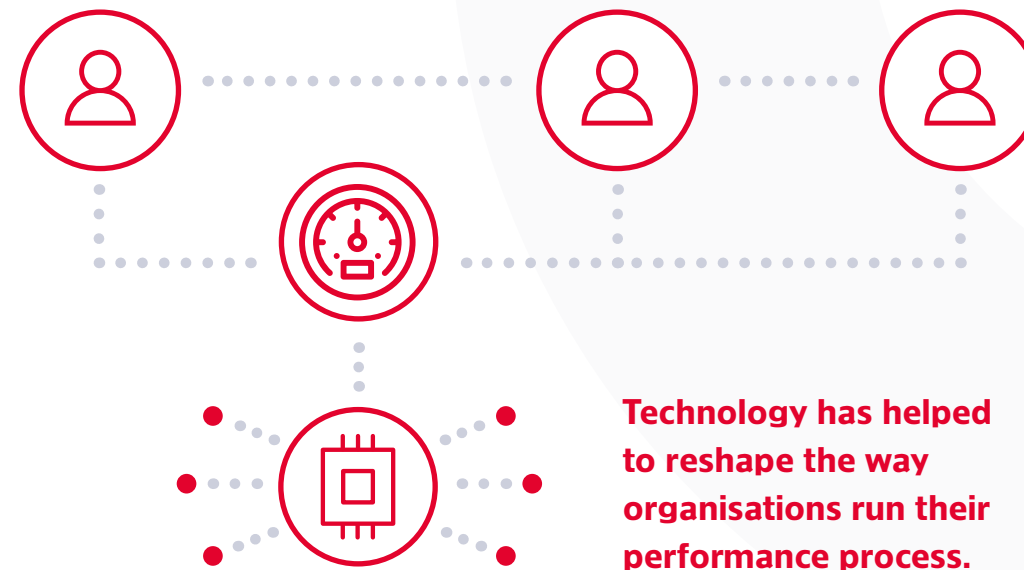 Technology has helped
to reshape the way
organisations run their
performance process.